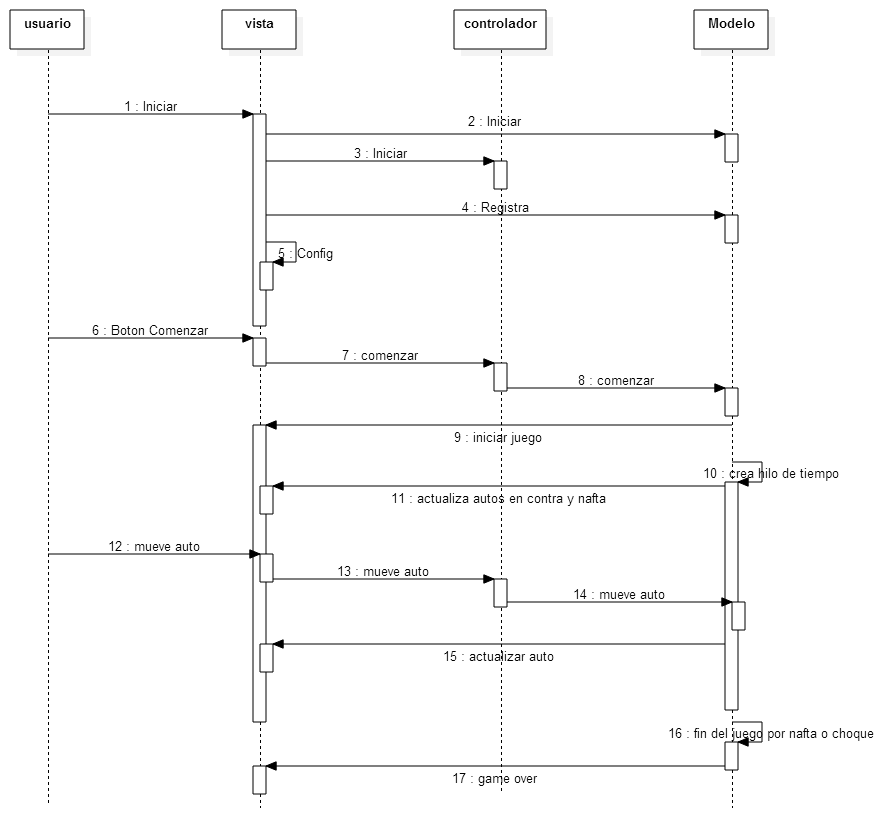 usuario
vista
controlador
Modelo
1 : Iniciar
2 : Iniciar
3 : Iniciar
4 : Registra
5 : Config
6 : Boton Comenzar
7 : comenzar
8 : comenzar
9 : iniciar juego
10 : crea hilo de tiempo
11 : actualiza autos en contra y nafta
12 : mueve auto
13 : mueve auto
14 : mueve auto
15 : actualizar auto
16 : fin del juego por nafta o choque
17 : game over